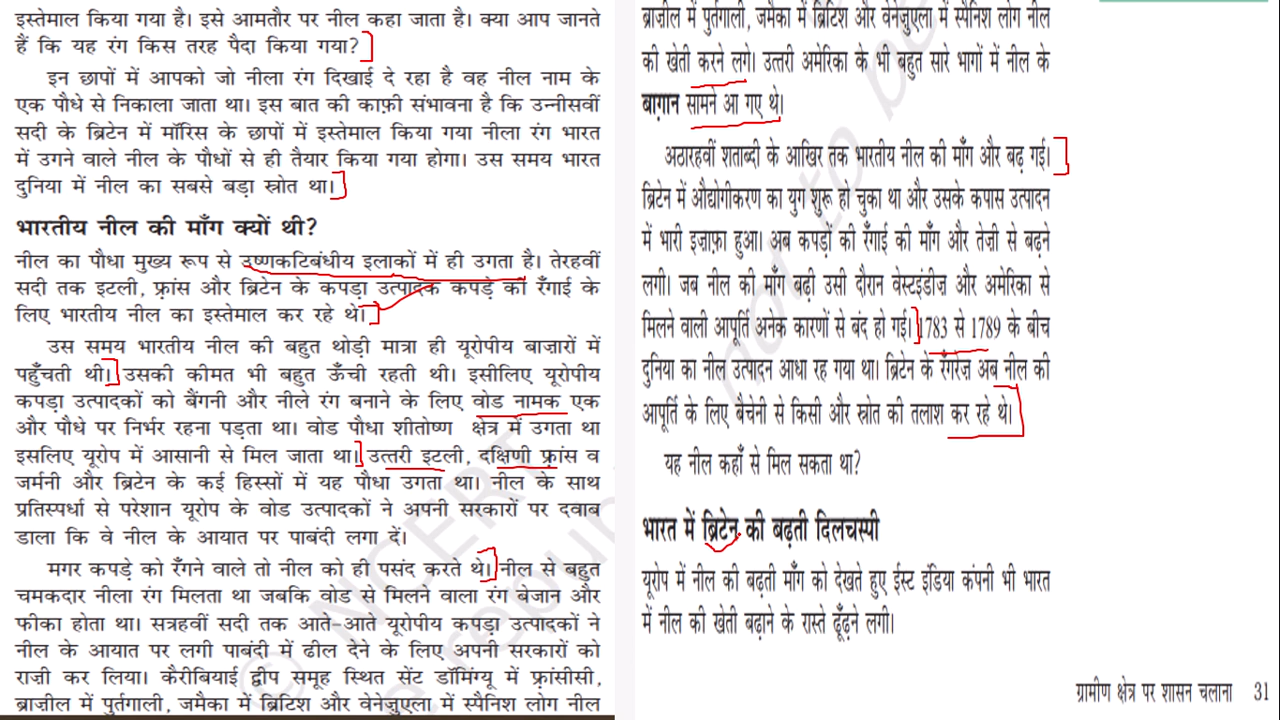 इस्तेमाल किया गया है। इसे आमतौर पर नील कहा जाता है। क्या आप जानते
हैं कि यह रंग किस तरह पैदा किया गया?
इन छापों में आपको जो नीला रंग दिखाई दे रहा है वह नील नाम के
एक पौधे से निकाला जाता था। इस बात की काफ़ी संभावना है कि उन्नीसवीं
सदी के ब्रिटेन में मॉरिस के छापों में इस्तेमाल किया गया नीला रंग भारत
में उगने वाले नील के पौधों से ही तैयार किया गया होगा। उस समय भारत
दुनिया में नील का सबसे बड़ा स्रोत था।
भारतीय नील की माँग क्यों थी?
नील का पौधा मुख्य रूप से उष्णकटिबंधीय इलाकों में ही उगता है। तेरहवीं
सदी तक इटली, फ़्रांस और ब्रिटेन के कपड़ा उत्पादक कपड़े की रँगाई के
लिए भारतीय नील का इस्तेमाल कर रहे थे।
उस समय भारतीय नील की बहुत थोड़ी मात्रा ही यूरोपीय बाजारों में
पहुँचती थी। उसकी कीमत भी बहुत ऊँची रहती थी। इसीलिए यूरोपीय
कपड़ा उत्पादकों को बैंगनी और नीले रंग बनाने के लिए वोड नामक एक
और पौधे पर निर्भर रहना पड़ता था। वोड पौधा शीतोष्ण क्षेत्र में उगता था
इसलिए यूरोप में आसानी से मिल जाता था। उत्तरी इटली, दक्षिणी फ़्रांस व
जर्मनी और ब्रिटेन के कई हिस्सों में यह पौधा उगता था। नील के साथ
प्रतिस्पर्धा से परेशान यूरोप के वोड उत्पादकों ने अपनी सरकारों पर दवाब
डाला कि वे नील के आयात पर पाबंदी लगा दें।
मगर कपड़े को रँगने वाले तो नील को ही पसंद करते थे। नील से बहुत
चमकदार नीला रंग मिलता था जबकि वोड से मिलने वाला रंग बेजान और
फीका होता था। सत्रहवीं सदी तक आते-आते यूरोपीय कपड़ा उत्पादकों ने
नील के आयात पर लगी पाबंदी में ढील देने के लिए अपनी सरकारों को
राज़ी कर लिया। कैरीबियाई द्वीप समूह स्थित सेंट डॉमिंग्यू में फ़्रांसीसी,
ब्राज़ील में पुर्तगाली, जमैका में ब्रिटिश और वेनेज़ुएला में स्पैनिश लोग नील
ब्राज़ील में पुर्तगाली, जमैका में ब्रिटिश और वेनेज़ुएला में स्पैनिश लोग नील
की खेती करने लगे। उत्तरी अमेरिका के भी बहुत सारे भागों में नील के
बाग़ान सामने आ गए थे।
अठारहवीं शताब्दी के आखिर तक भारतीय नील की माँग और बढ़ गई।
ब्रिटेन में औद्योगीकरण का युग शुरू हो चुका था और उसके कपास उत्पादन
में भारी इज़ाफ़ा हुआ। अब कपड़ों की रँगाई की माँग और तेज़ी से बढ़ने
लगी। जब नील की माँग बढ़ी उसी दौरान वेस्टइंडीज़ और अमेरिका से
मिलने वाली आपूर्ति अनेक कारणों से बंद हो गई। 1783 से 1789 के बीच
दुनिया का नील उत्पादन आधा रह गया था। ब्रिटेन के रँगरेज़ अब नील की
आपूर्ति के लिए बेचेनी से किसी और स्रोत की तलाश कर रहे थे।
यह नील कहाँ से मिल सकता था?
भारत में ब्रिटेन की बढ़ती दिलचस्पी
यूरोप में नील की बढ़ती माँग को देखते हुए ईस्ट इंडिया कंपनी भी भारत
में नील की खेती बढ़ाने के रास्ते ढूँढ़ने लगी।
ग्रामीण क्षेत्र पर शासन चलाना 31
© NCERT